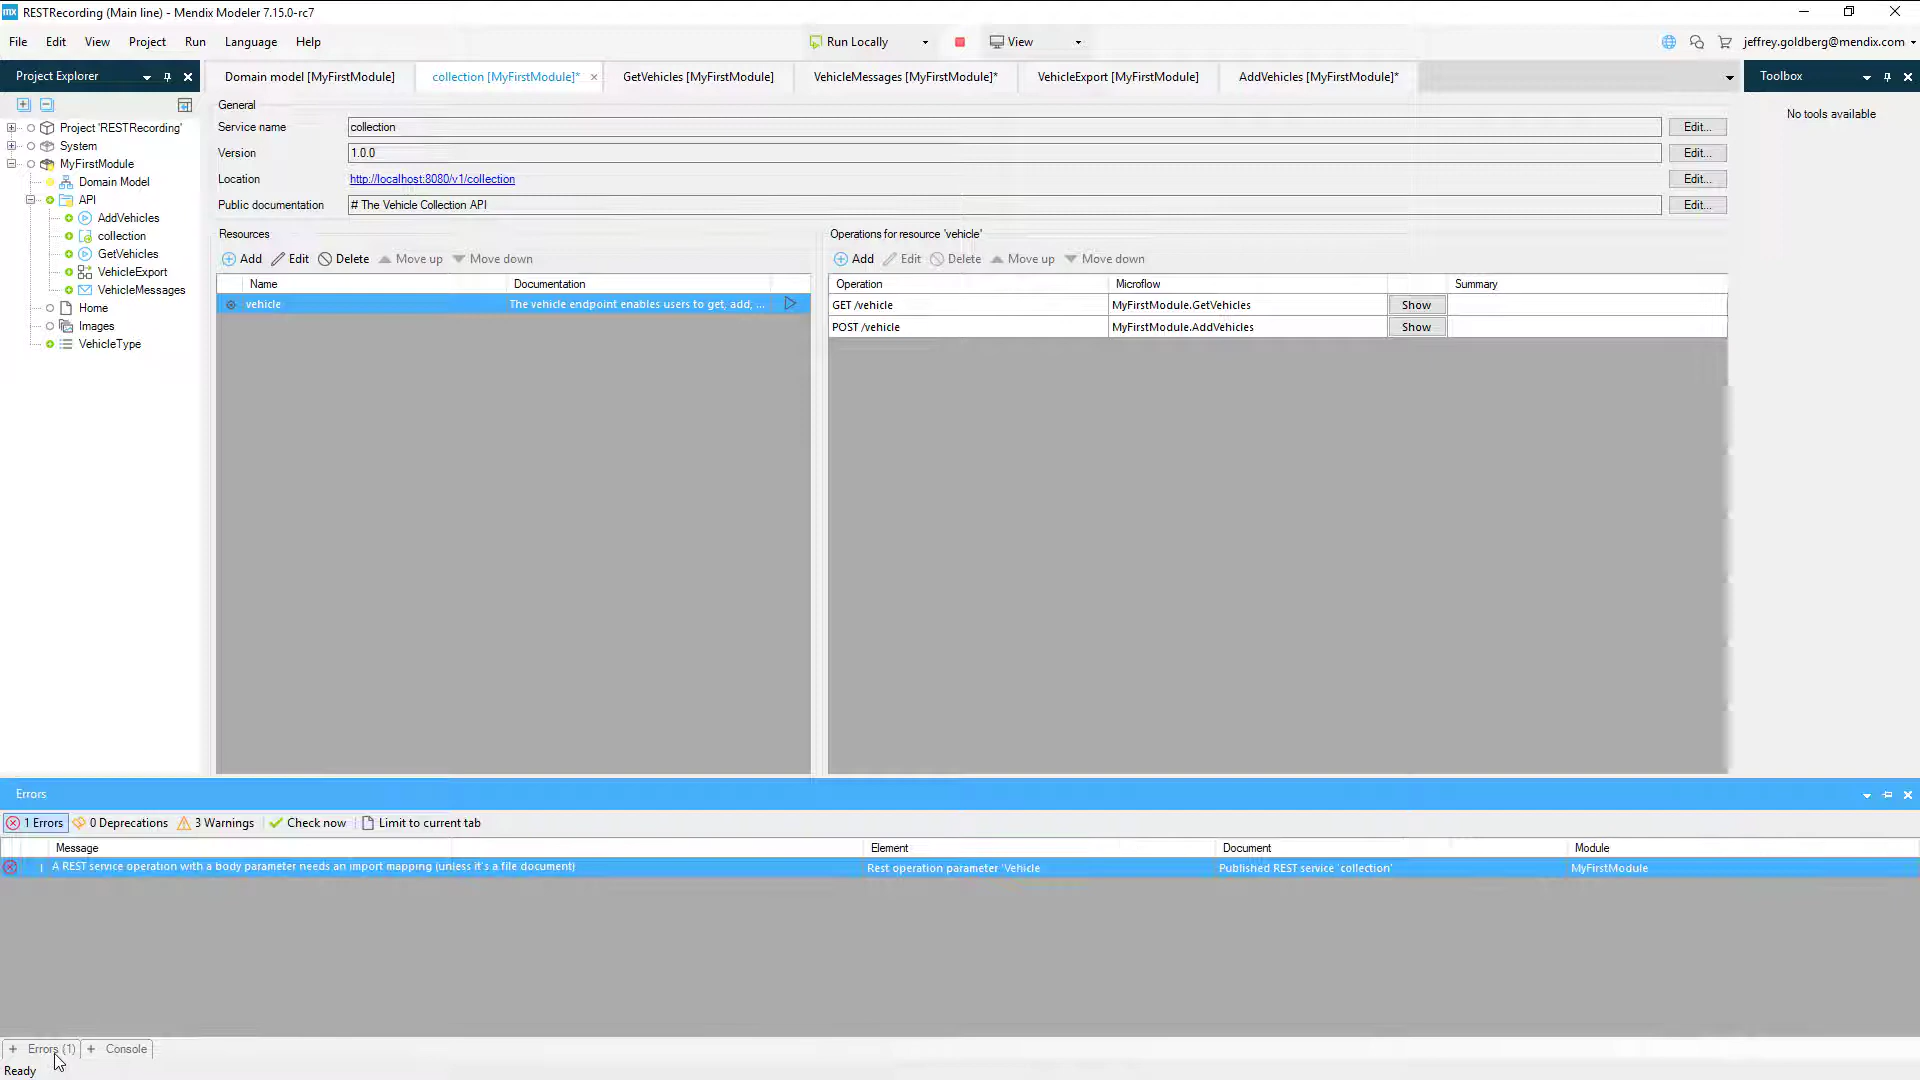 mx RESTRecording (Main line) - Mendix Modeler 7.15.0-rc7
File Edit View Project Run Language Help Run Locally View jeffrey.goldberg@mendix.com
Project Explorer
Domain model [MyFirstModule] collection [MyFirstModule]* GetVehicles [MyFirstModule] VehicleMessages [MyFirstModule]* VehicleExport [MyFirstModule] AddVehicles [MyFirstModule]*
Toolbox
No tools available
Project 'RESTRecording'
System
MyFirstModule
Domain Model
API
AddVehicles
collection
GetVehicles
VehicleExport
VehicleMessages
Home
Images
VehicleType
General
Service name collection Edit...
Version 1.0.0 Edit...
Location http://localhost:8080/v1/collection Edit...
Public documentation # The Vehicle Collection API Edit...
Resources
Add Edit Delete Move up Move down
Name Documentation
vehicle The vehicle endpoint enables users to get, add, ...
Operations for resource 'vehicle'
Add Edit Delete Move up Move down
Operation Microflow Summary
GET /vehicle MyFirstModule.GetVehicles Show
POST /vehicle MyFirstModule.AddVehicles Show
Errors
1 Errors 0 Deprecations 3 Warnings Check now Limit to current tab
Message Element Document Module
A REST service operation with a body parameter needs an import mapping (unless it's a file document) Rest operation parameter 'Vehicle Published REST service 'collection' MyFirstModule
Errors (1) Console
Ready